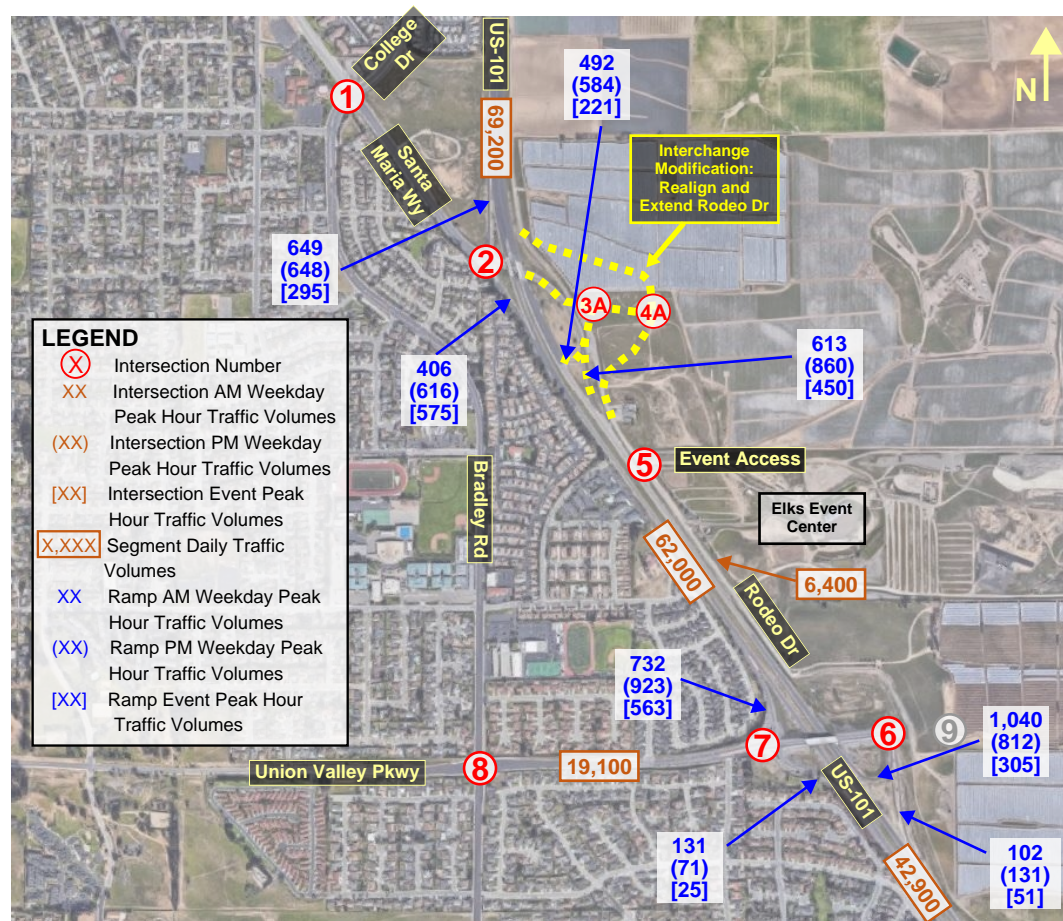 College
Dr
US-101
492
(584)
[221]
N
1
69,200
Interchange
Modification:
Realign and
Extend Rodeo Dr
Santa
Maria Wy
649
(648)
[295]
2
3A
4A
406
(616)
[575]
613
(860)
[450]
LEGEND
X Intersection Number
XX Intersection AM Weekday
Peak Hour Traffic Volumes
(XX) Intersection PM Weekday
Peak Hour Traffic Volumes
[XX] Intersection Event Peak
Hour Traffic Volumes
X,XXX Segment Daily Traffic
Volumes
XX Ramp AM Weekday Peak
Hour Traffic Volumes
(XX) Ramp PM Weekday Peak
Hour Traffic Volumes
[XX] Ramp Event Peak Hour
Traffic Volumes
5
Event Access
Bradley Rd
Elks Event
Center
62,000
6,400
Rodeo Dr
732
(923)
[563]
7
6
9
1,040
(812)
[305]
Union Valley Pkwy
8
19,100
US-101
131
(71)
[25]
42,900
102
(131)
[51]